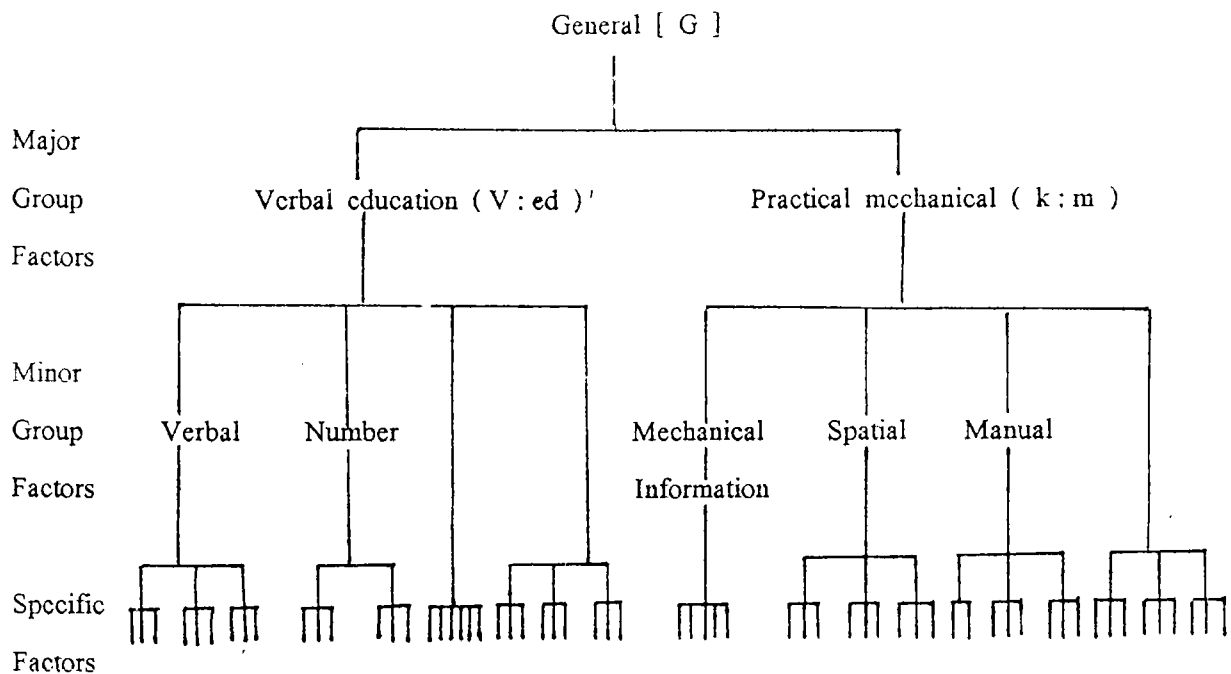 General [ G ]
Major
Group Verbal education ( V : ed )' Practical mechanical ( k : m )
Factors
Minor
Group Verbal Number Mechanical Spatial Manual
Factors Information
Specific
Factors